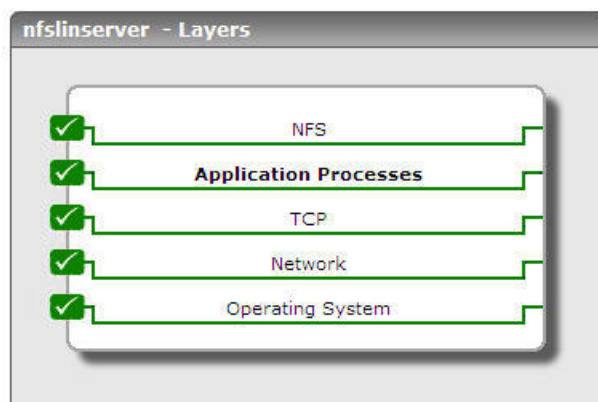 nfslinserver - Layers
NFS
Application Processes
TCP
Network
Operating System